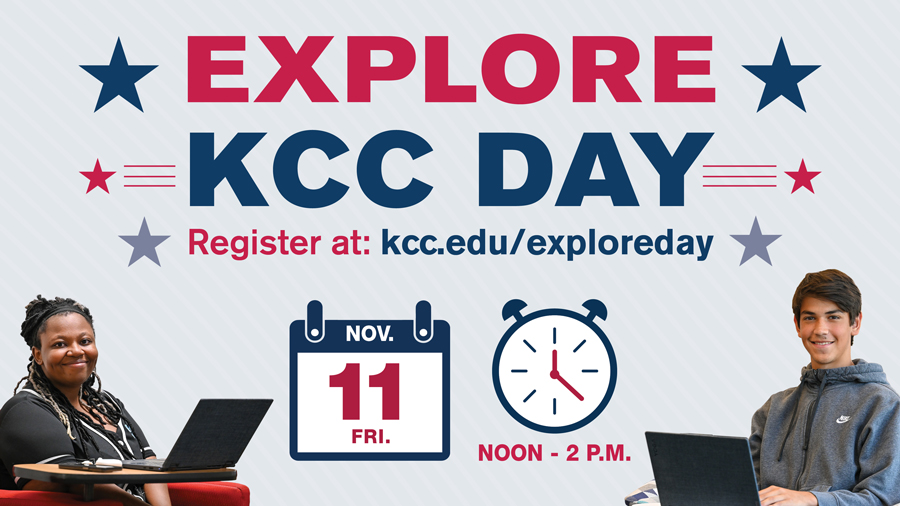 EXPLORE
KCC DAY
Register at: kcc.edu/exploreday
NOV.
11
FRI.
NOON - 2 P.M.